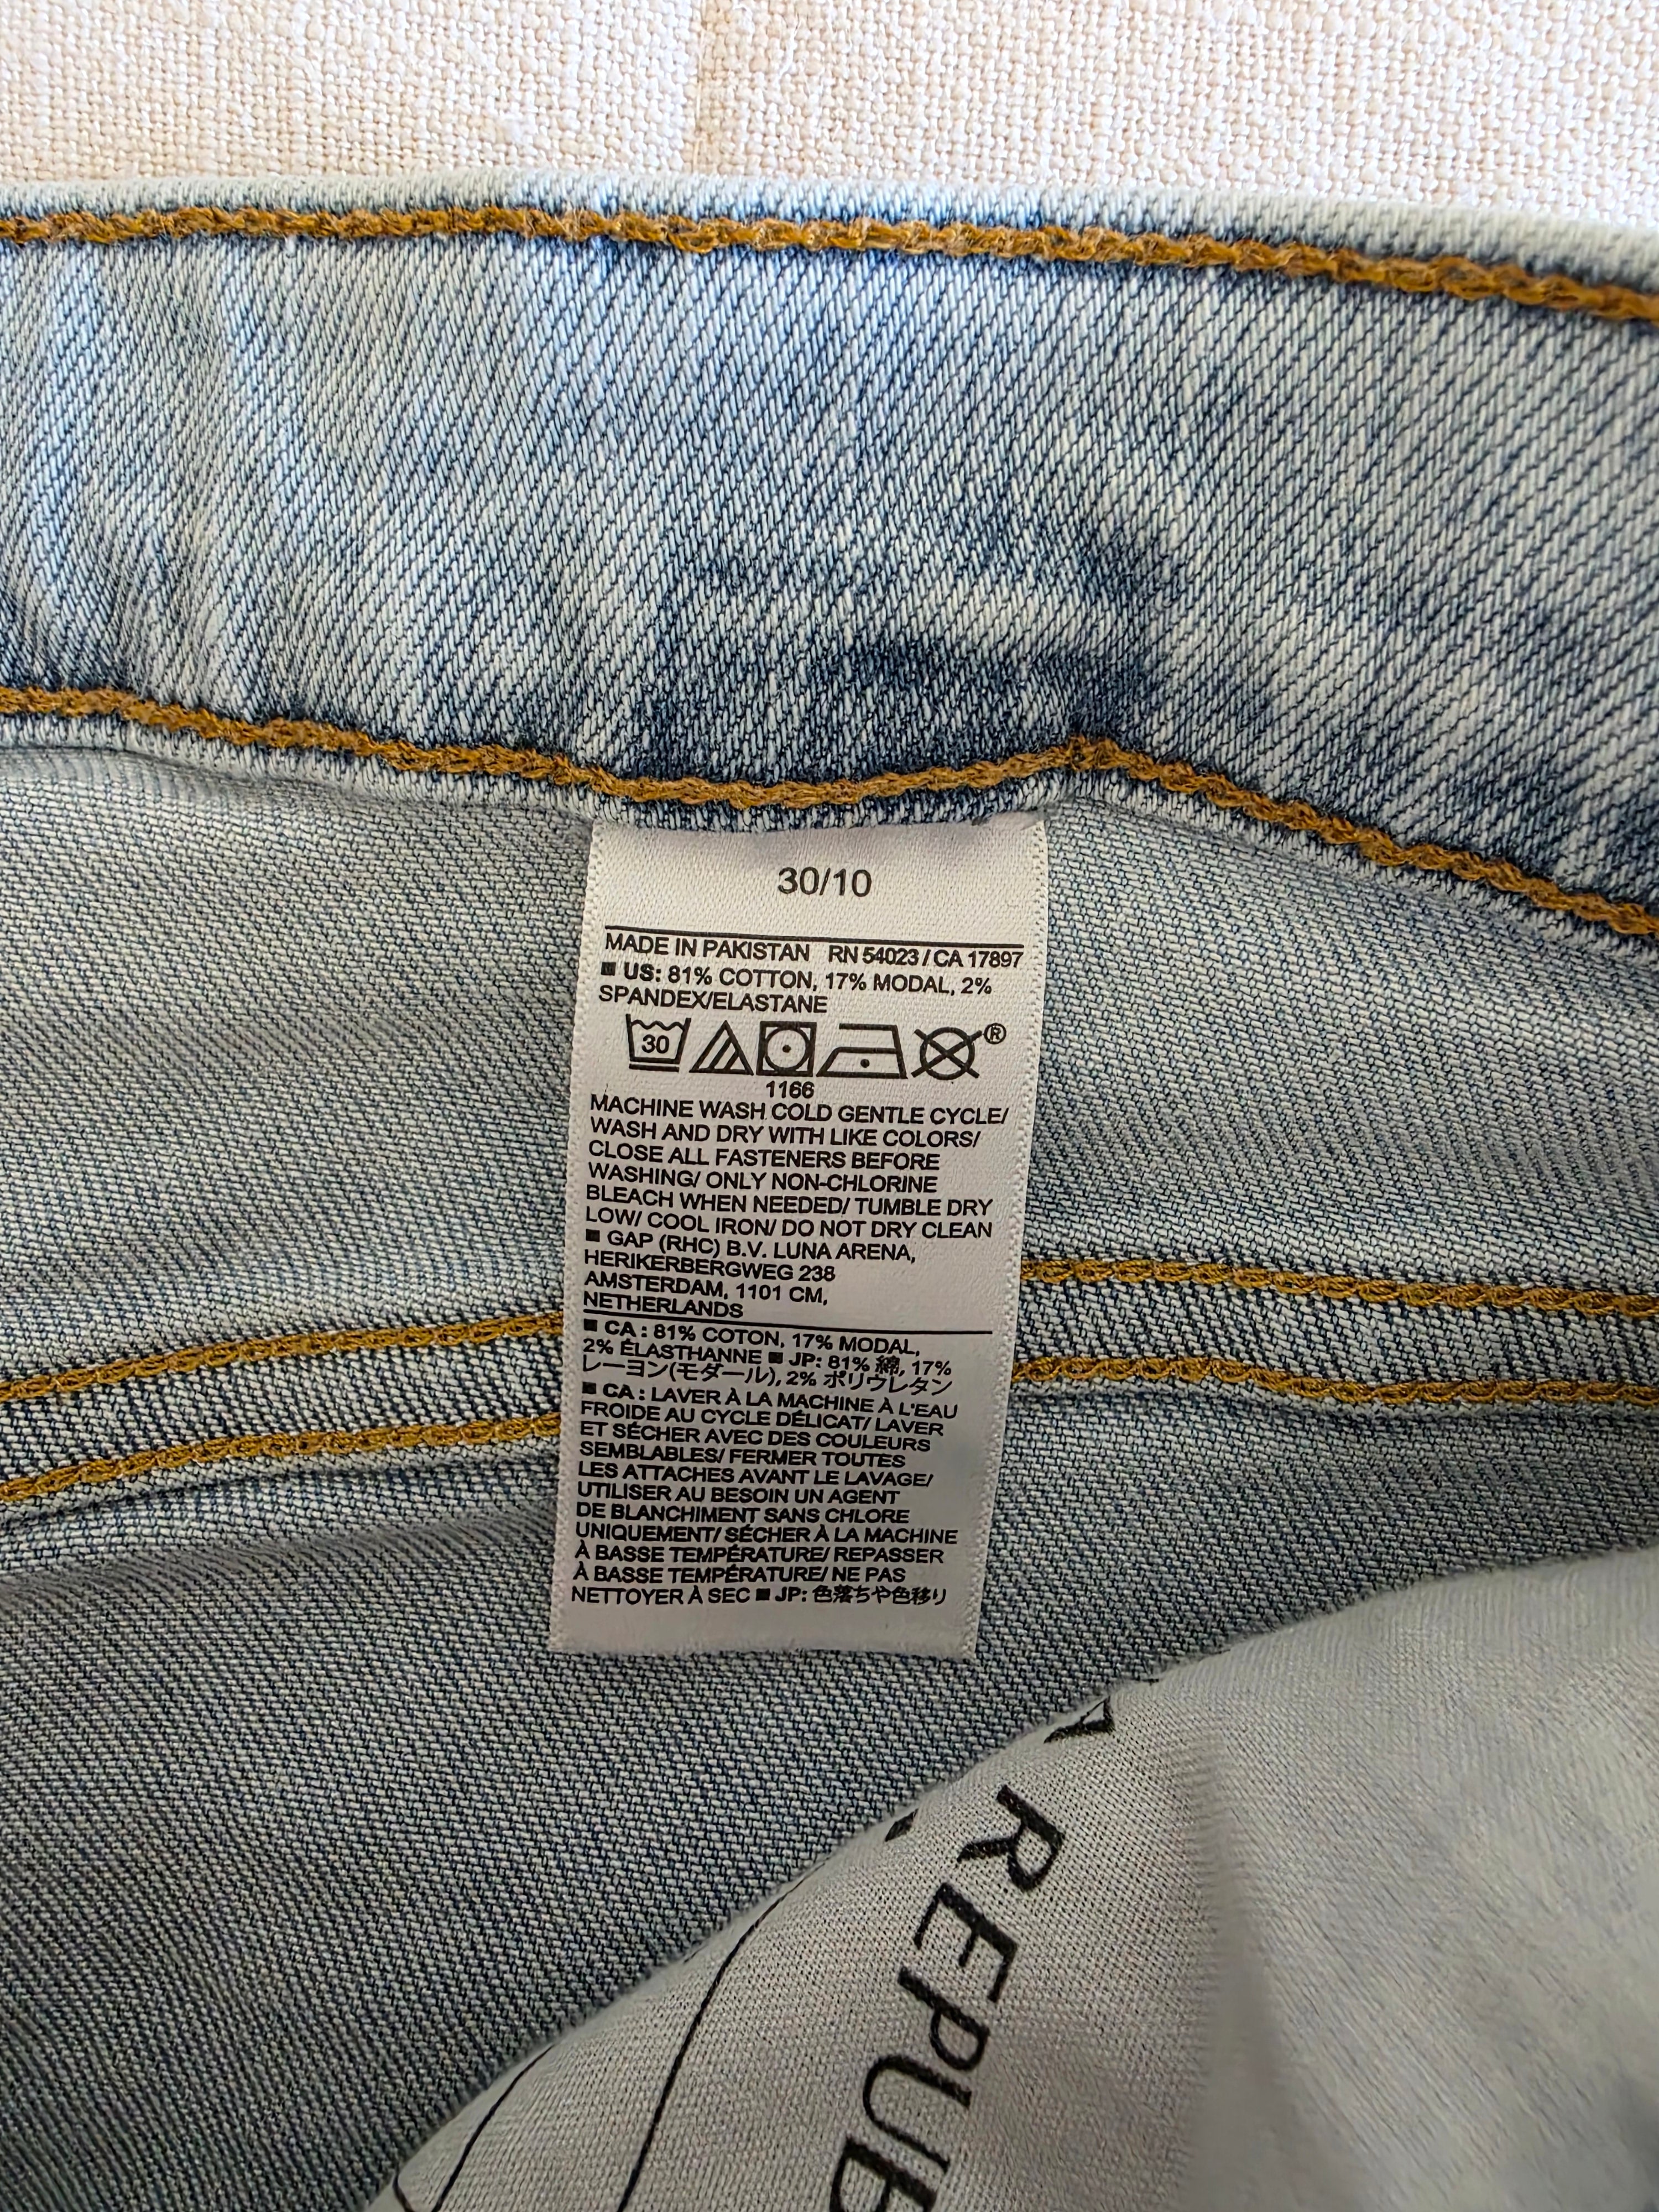 30/10
MADE IN PAKISTAN RN 54023 / CA 17897
■ US: 81% COTTON, 17% MODAL, 2%
SPANDEX/ELASTANE
30 ®
1166
MACHINE WASH COLD GENTLE CYCLE/
WASH AND DRY WITH LIKE COLORS/
CLOSE ALL FASTENERS BEFORE
WASHING/ ONLY NON-CHLORINE
BLEACH WHEN NEEDED/ TUMBLE DRY
LOW/ COOL IRON/ DO NOT DRY CLEAN
■ GAP (RHC) B.V. LUNA ARENA,
HERIKERBERGWEG 238
AMSTERDAM, 1101 CM,
NETHERLANDS
■ CA : 81% COTON, 17% MODAL,
2% ÉLASTHANNE ■ JP: 81% 綿, 17%
レーヨン(モダール), 2% ポリウレタン
■ CA : LAVER À LA MACHINE À L'EAU
FROIDE AU CYCLE DÉLICAT/ LAVER
ET SÉCHER AVEC DES COULEURS
SEMBLABLES/ FERMER TOUTES
LES ATTACHES AVANT LE LAVAGE/
UTILISER AU BESOIN UN AGENT
DE BLANCHIMENT SANS CHLORE
UNIQUEMENT/ SÉCHER À LA MACHINE
À BASSE TEMPÉRATURE/ REPASSER
À BASSE TEMPÉRATURE/ NE PAS
NETTOYER À SEC ■ JP: 色落ちや色移り
REPUB